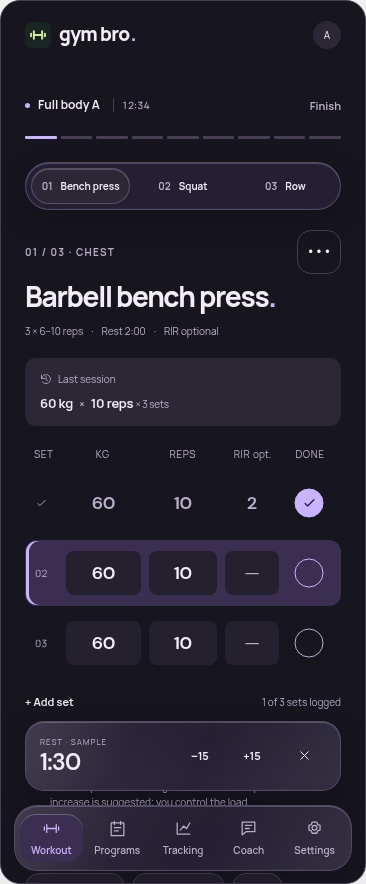 gym bro.
A
Full body A 12:34 Finish
01 Bench press 02 Squat 03 Row
01 / 03 · CHEST
Barbell bench press.
3 × 6–10 reps · Rest 2:00 · RIR optional
Last session
60 kg × 10 reps × 3 sets
SET KG REPS RIR opt. DONE
60 10 2
02 60 10 —
03 60 10 —
+ Add set 1 of 3 sets logged
REST · SAMPLE
1:30 −15 +15
increase is suggested; you control the load
Workout Programs Tracking Coach Settings